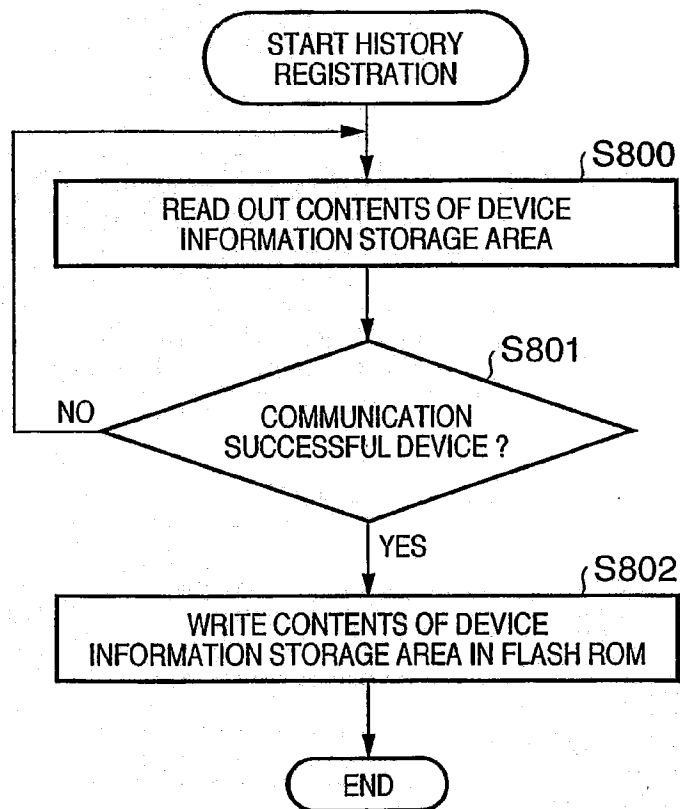 START HISTORY
REGISTRATION
S800
READ OUT CONTENTS OF DEVICE
INFORMATION STORAGE AREA
S801
NO
COMMUNICATION
SUCCESSFUL DEVICE ?
YES
S802
WRITE CONTENTS OF DEVICE
INFORMATION STORAGE AREA IN FLASH ROM
END